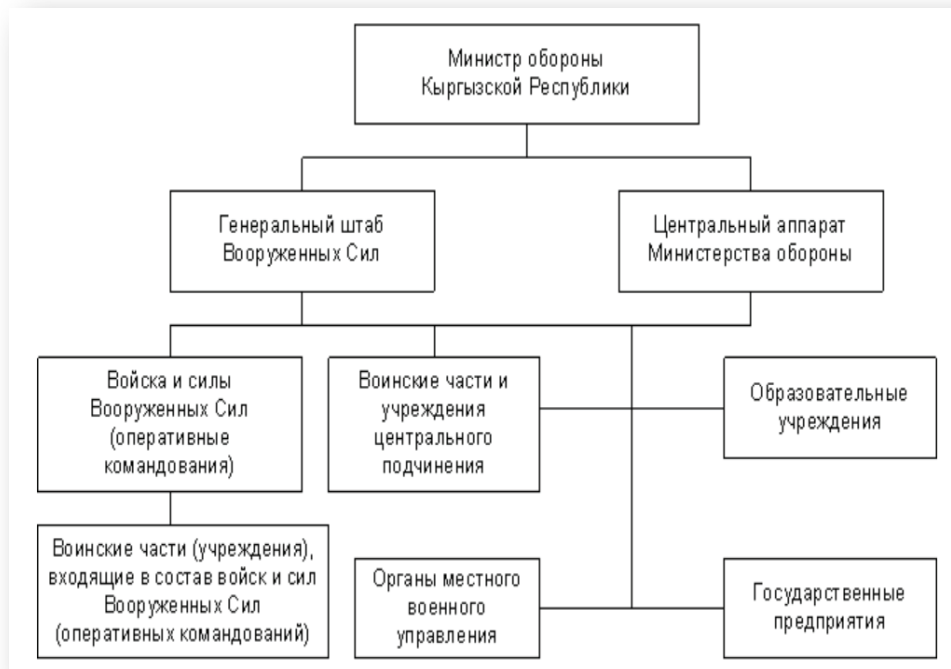 Министр обороны
Кыргызской Республики
Генеральный штаб
Вооруженных Сил
Центральный аппарат
Министерства обороны
Войска и силы
Вооруженных Сил
(оперативные
командования)
Воинские части и
учреждения
центрального
подчинения
Образовательные
учреждения
Воинские части (учреждения),
входящие в состав войск и сил
Вооруженных Сил
(оперативных командований)
Органы местного
военного
управления
Государственные
предприятия